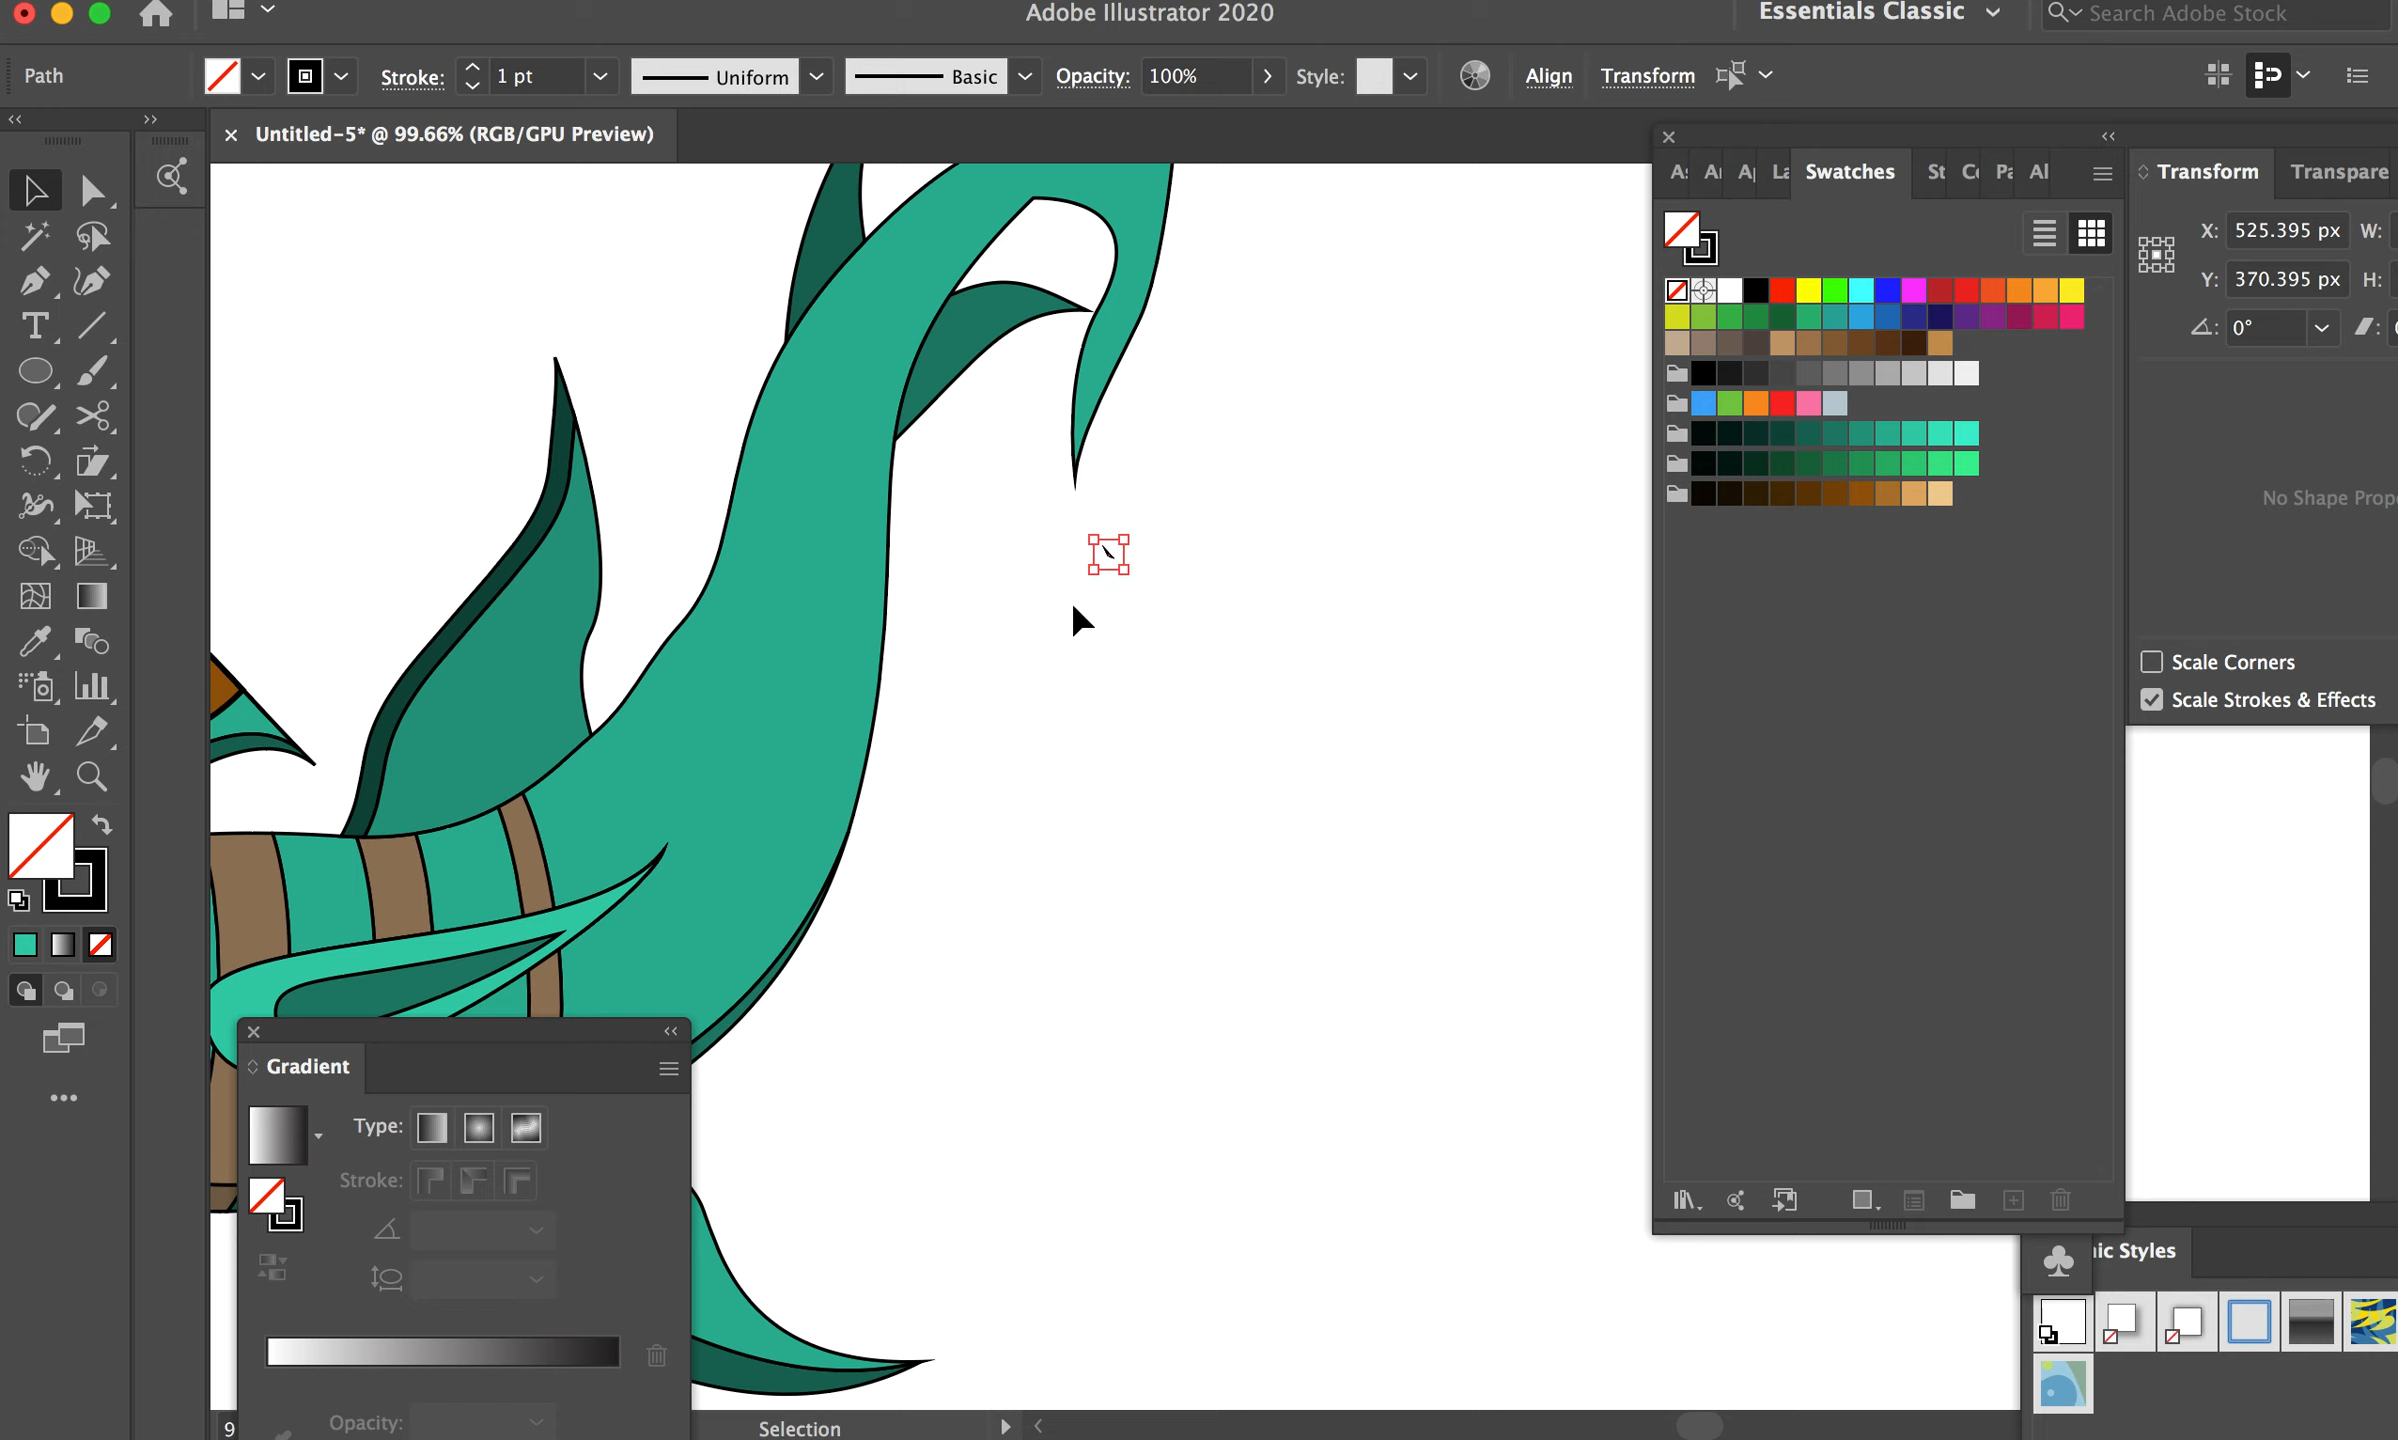 Adobe Illustrator 2020
Essentials Classic
Search Adobe Stock
Path
Stroke:
1 pt
Uniform
Basic
Opacity:
100%
Style:
Align
Transform
Untitled-5* @ 99.66% (RGB/GPU Preview)
Swatches
St
Transform
Transpare
X:
525.395 px
W:
Y:
370.395 px
H:
0°
No Shape Prop
Scale Corners
Scale Strokes & Effects
Gradient
Type:
Stroke:
Opacity:
9
Selection
ic Styles